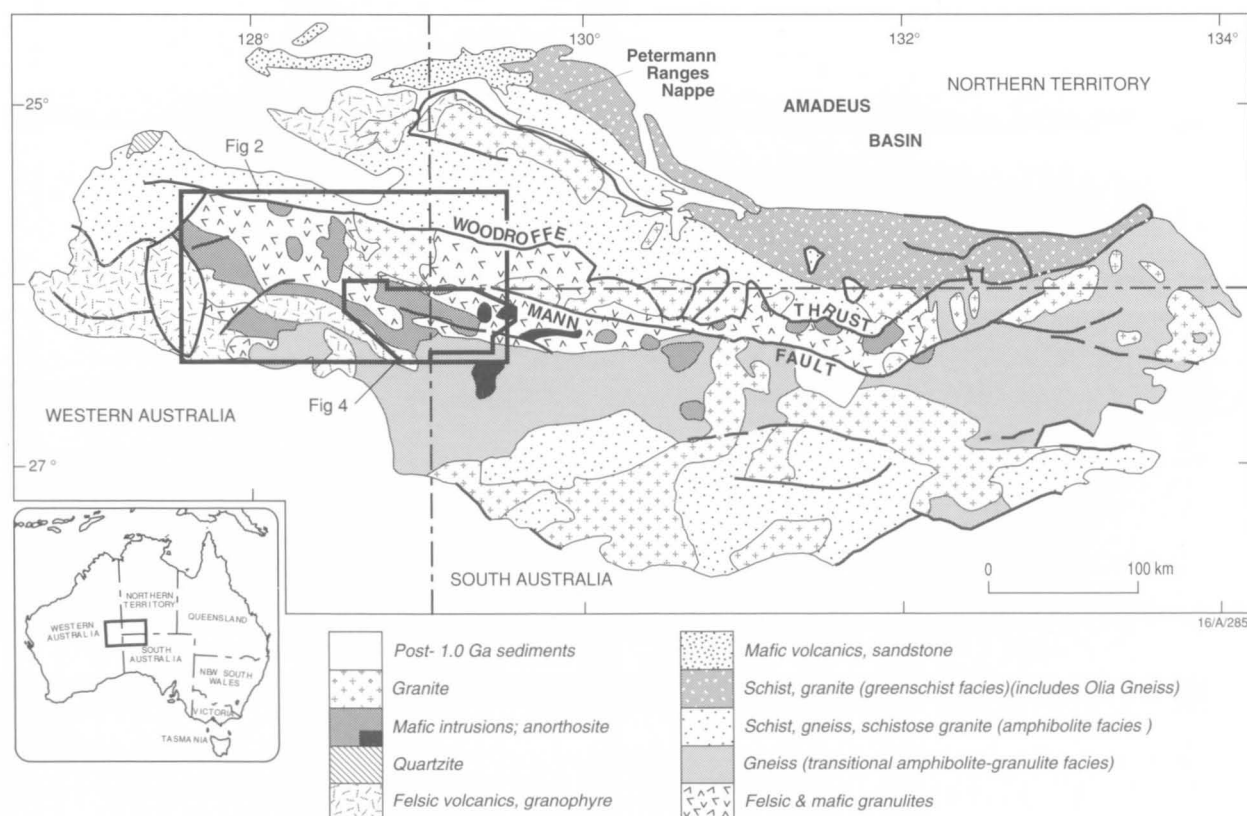 128°
130°
132°
134°
Petermann
Ranges
Nappe
NORTHERN TERRITORY
25°
AMADEUS
BASIN
Fig 2
WOODROFFE
THRUST
MANN
FAULT
WESTERN AUSTRALIA
Fig 4
27°
SOUTH AUSTRALIA
0 100 km
16/A/285
NORTHERN
TERRITORY
QUEENSLAND
WESTERN
AUSTRALIA
SOUTH
AUSTRALIA
NEW SOUTH
WALES
VICTORIA
TASMANIA
Post- 1.0 Ga sediments
Granite
Mafic intrusions; anorthosite
Quartzite
Felsic volcanics, granophyre
Mafic volcanics, sandstone
Schist, granite (greenschist facies)(includes Olia Gneiss)
Schist, gneiss, schistose granite (amphibolite facies )
Gneiss (transitional amphibolite-granulite facies)
Felsic & mafic granulites